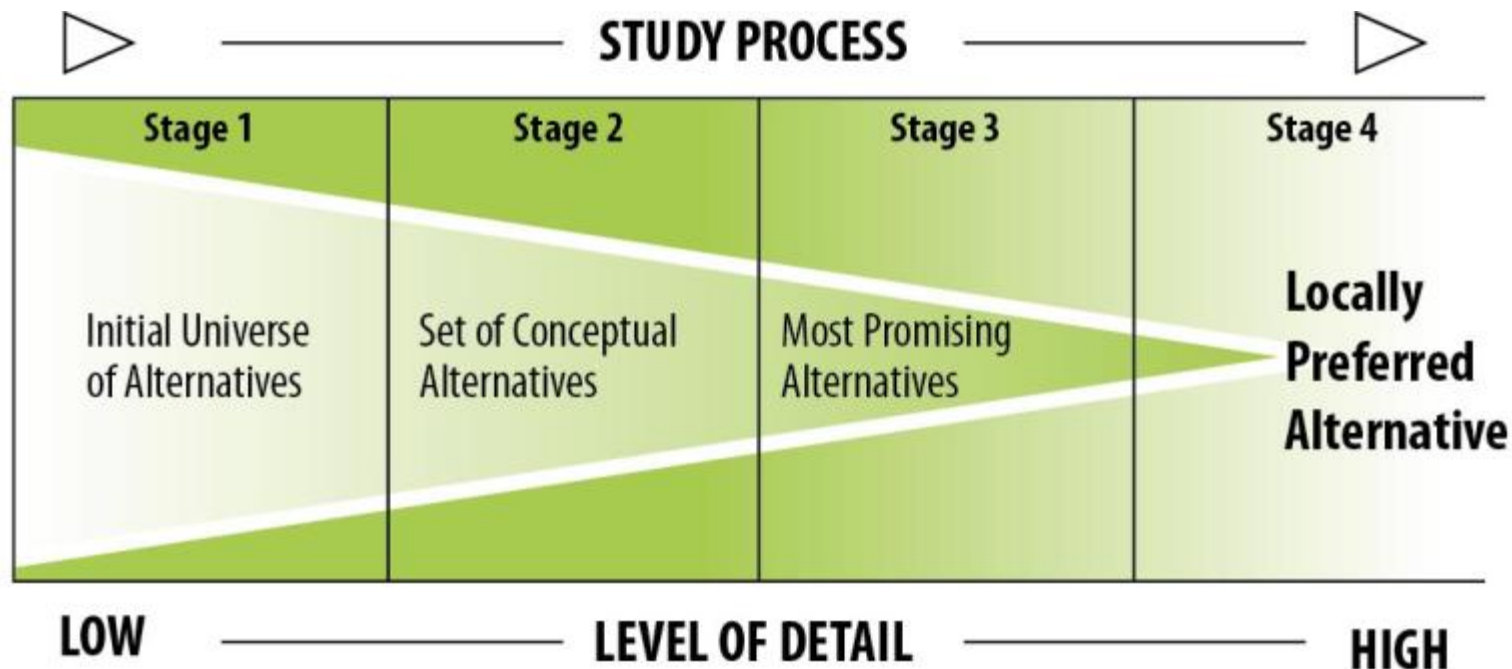 STUDY PROCESS
Stage 1
Stage 2
Stage 3
Stage 4
Initial Universe
of Alternatives
Set of Conceptual
Alternatives
Most Promising
Alternatives
Locally
Preferred
Alternative
LOW
LEVEL OF DETAIL
HIGH